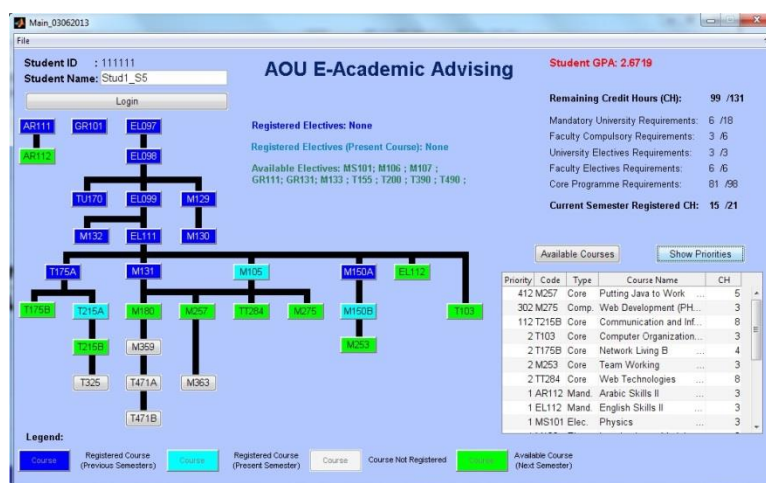 Main_03062013
File
Student ID : 111111
Student Name: Stud1_S5
Login
AOU E-Academic Advising
Student GPA: 2.6719
Remaining Credit Hours (CH): 99 /131
Mandatory University Requirements: 6 /18
Faculty Compulsory Requirements: 3 /6
University Electives Requirements: 3 /3
Faculty Electives Requirements: 6 /6
Core Programme Requirements: 81 /98
Current Semester Registered CH: 15 /21
Registered Electives: None
Registered Electives (Present Course): None
Available Electives: MS101; M106 ; M107 ;
GR111; GR131; M133 ; T155 ; T200 ; T390 ; T490 ;
AR111 GR101 EL097
AR112 EL098
TU170 EL099 M129
M132 EL111 M130
T175A M131 M105 M150A EL112
T175B T215A M180 M257 TT284 M275 M150B T103
T215B M359 M253
T325 T471A M363
T471B
Available Courses Show Priorities
Priority Code Type Course Name CH
412 M257 Core Putting Java to Work ... 5
302 M275 Comp. Web Development (PH... 3
112 T215B Core Communication and Inf... 8
2 T103 Core Computer Organization... 3
2 T175B Core Network Living B ... 4
2 M253 Core Team Working ... 3
2 TT284 Core Web Technologies ... 8
1 AR112 Mand. Arabic Skills II ... 3
1 EL112 Mand. English Skills II ... 3
1 MS101 Elec. Physics ... 3
Legend:
Course Registered Course (Previous Semesters)
Course Registered Course (Present Semester)
Course Course Not Registered
Course Available Course (Next Semester)